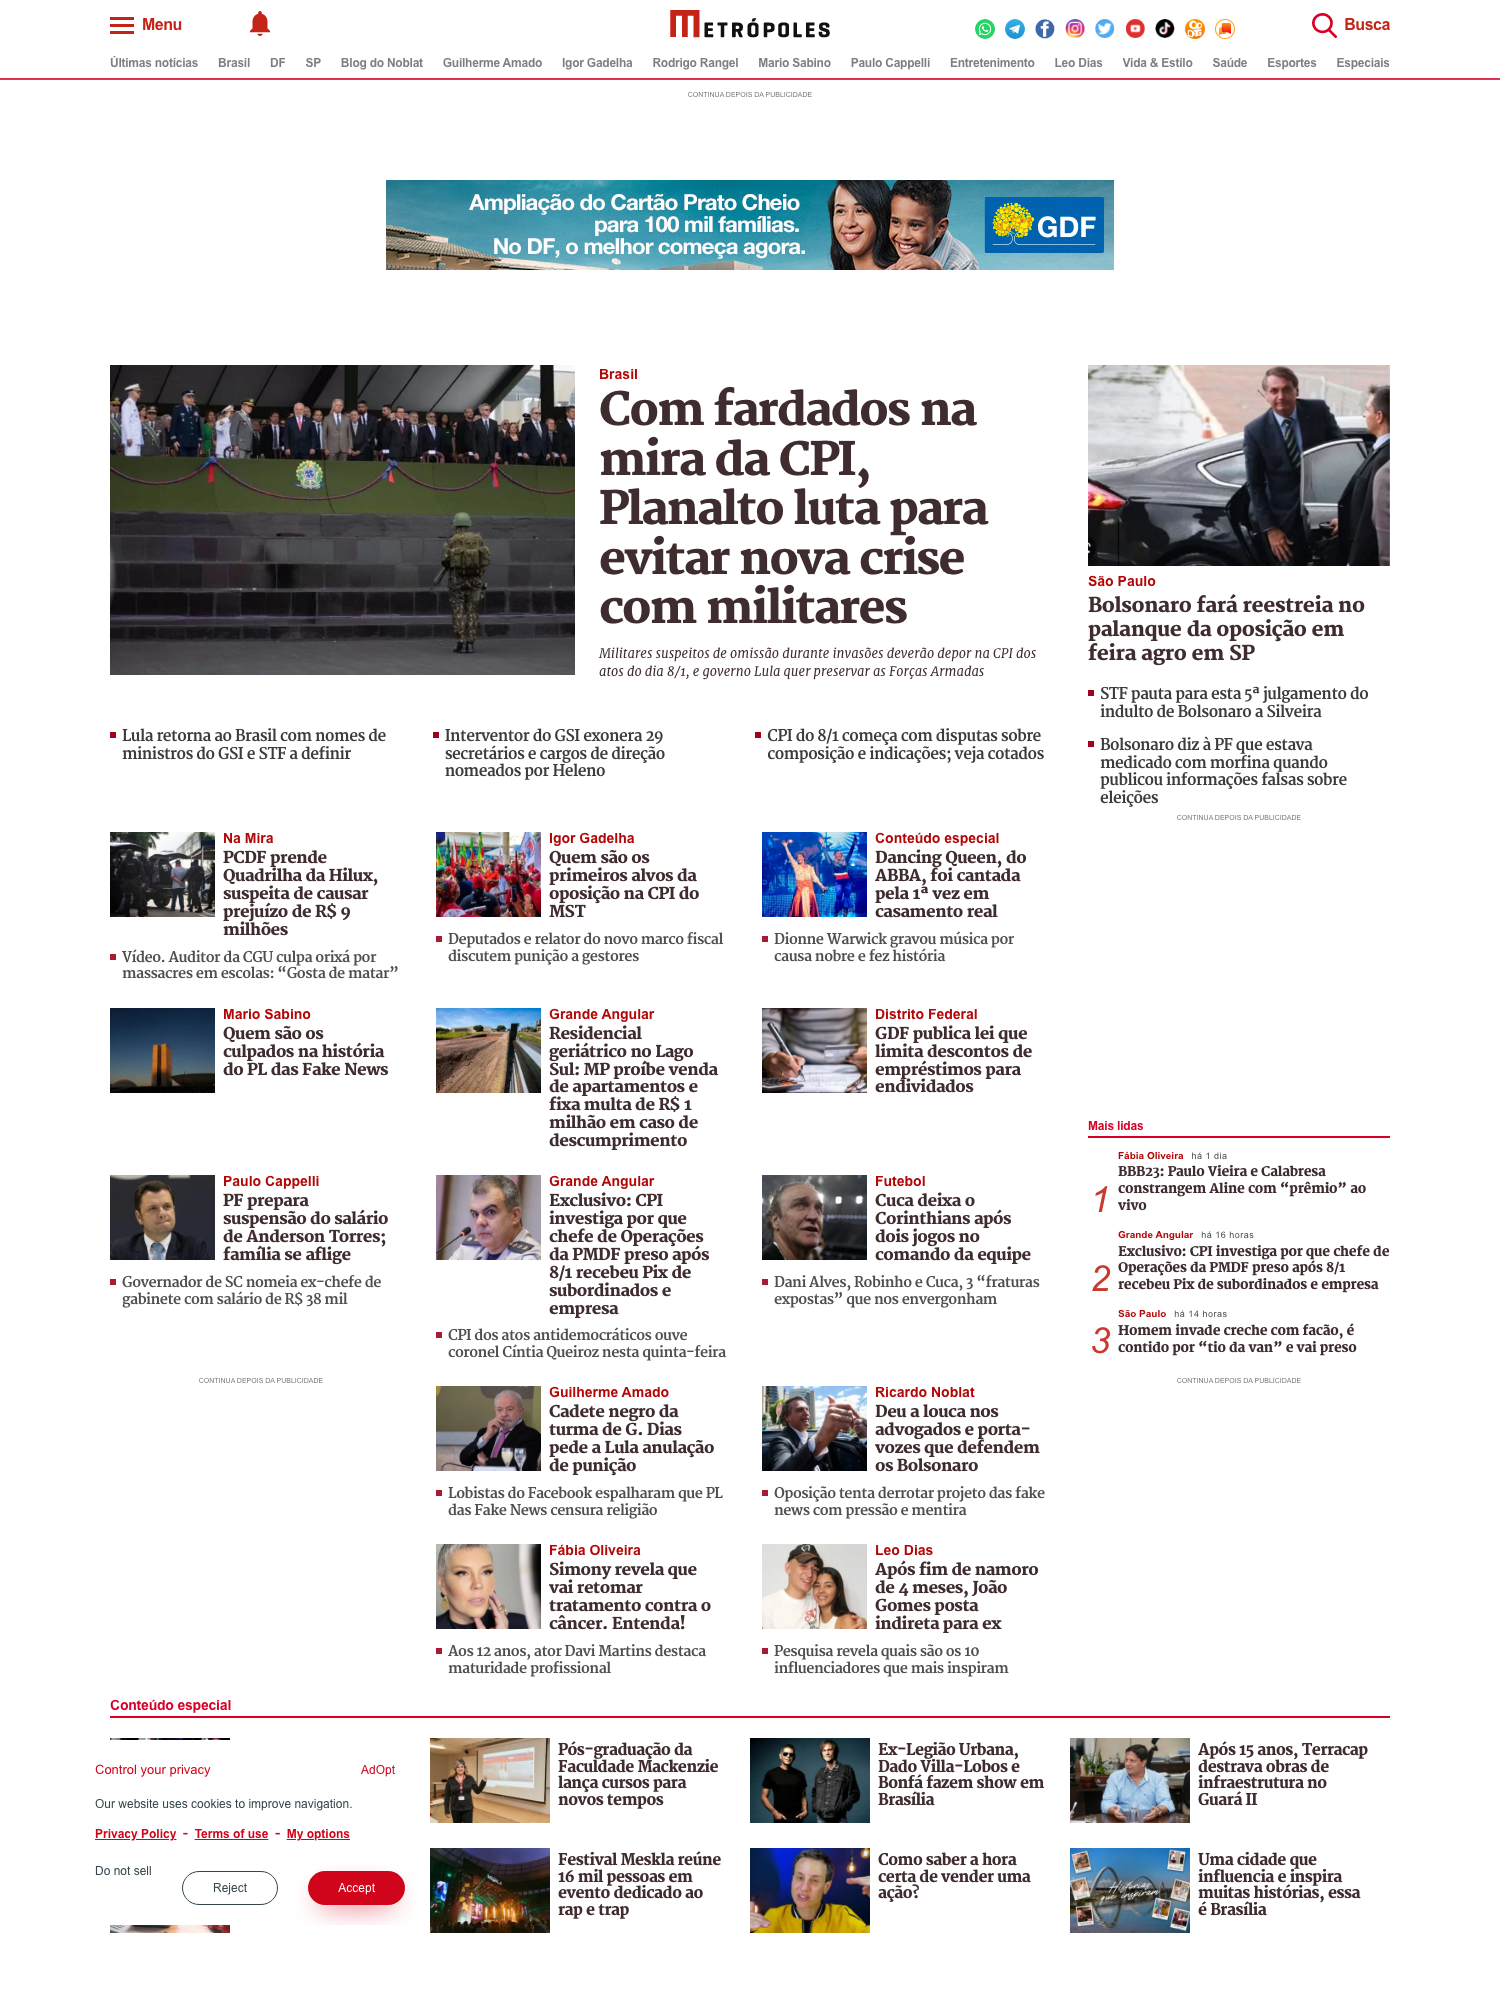 Menu
METRÓPOLES
Busca
Últimas notícias Brasil DF SP Blog do Noblat Guilherme Amado Igor Gadelha Rodrigo Rangel Mario Sabino Paulo Cappelli Entretenimento Leo Dias Vida & Estilo Saúde Esportes Especiais
CONTINUA DEPOIS DA PUBLICIDADE
Ampliação do Cartão Prato Cheio
para 100 mil famílias.
No DF, o melhor começa agora.
GDF
Brasil
Com fardados na
mira da CPI,
Planalto luta para
evitar nova crise
com militares
Militares suspeitos de omissão durante invasões deverão depor na CPI dos
atos do dia 8/1, e governo Lula quer preservar as Forças Armadas
São Paulo
Bolsonaro fará reestreia no
palanque da oposição em
feira agro em SP
STF pauta para esta 5ª julgamento do
indulto de Bolsonaro a Silveira
Bolsonaro diz à PF que estava
medicado com morfina quando
publicou informações falsas sobre
eleições
CONTINUA DEPOIS DA PUBLICIDADE
Lula retorna ao Brasil com nomes de
ministros do GSI e STF a definir
Interventor do GSI exonera 29
secretários e cargos de direção
nomeados por Heleno
CPI do 8/1 começa com disputas sobre
composição e indicações; veja cotados
Na Mira
PCDF prende
Quadrilha da Hilux,
suspeita de causar
prejuízo de R$ 9
milhões
Vídeo. Auditor da CGU culpa orixá por
massacres em escolas: “Gosta de matar”
Igor Gadelha
Quem são os
primeiros alvos da
oposição na CPI do
MST
Deputados e relator do novo marco fiscal
discutem punição a gestores
Conteúdo especial
Dancing Queen, do
ABBA, foi cantada
pela 1ª vez em
casamento real
Dionne Warwick gravou música por
causa nobre e fez história
Mario Sabino
Quem são os
culpados na história
do PL das Fake News
Grande Angular
Residencial
geriátrico no Lago
Sul: MP proíbe venda
de apartamentos e
fixa multa de R$ 1
milhão em caso de
descumprimento
Distrito Federal
GDF publica lei que
limita descontos de
empréstimos para
endividados
Mais lidas
Fábia Oliveira há 1 dia
1
BBB23: Paulo Vieira e Calabresa
constrangem Aline com “prêmio” ao
vivo
Grande Angular há 16 horas
2
Exclusivo: CPI investiga por que chefe de
Operações da PMDF preso após 8/1
recebeu Pix de subordinados e empresa
São Paulo há 14 horas
3
Homem invade creche com facão, é
contido por “tio da van” e vai preso
CONTINUA DEPOIS DA PUBLICIDADE
Paulo Cappelli
PF prepara
suspensão do salário
de Anderson Torres;
família se aflige
Governador de SC nomeia ex-chefe de
gabinete com salário de R$ 38 mil
Grande Angular
Exclusivo: CPI
investiga por que
chefe de Operações
da PMDF preso após
8/1 recebeu Pix de
subordinados e
empresa
CPI dos atos antidemocráticos ouve
coronel Cíntia Queiroz nesta quinta-feira
Futebol
Cuca deixa o
Corinthians após
dois jogos no
comando da equipe
Dani Alves, Robinho e Cuca, 3 “fraturas
expostas” que nos envergonham
CONTINUA DEPOIS DA PUBLICIDADE
Guilherme Amado
Cadete negro da
turma de G. Dias
pede a Lula anulação
de punição
Lobistas do Facebook espalharam que PL
das Fake News censura religião
Ricardo Noblat
Deu a louca nos
advogados e porta-
vozes que defendem
os Bolsonaro
Oposição tenta derrotar projeto das fake
news com pressão e mentira
Fábia Oliveira
Simony revela que
vai retomar
tratamento contra o
câncer. Entenda!
Aos 12 anos, ator Davi Martins destaca
maturidade profissional
Leo Dias
Após fim de namoro
de 4 meses, João
Gomes posta
indireta para ex
Pesquisa revela quais são os 10
influenciadores que mais inspiram
Conteúdo especial
Pós-graduação da
Faculdade Mackenzie
lança cursos para
novos tempos
Ex-Legião Urbana,
Dado Villa-Lobos e
Bonfá fazem show em
Brasília
Após 15 anos, Terracap
destrava obras de
infraestrutura no
Guará II
Control your privacy
AdOpt
Our website uses cookies to improve navigation.
Privacy Policy - Terms of use - My options
Do not sell
Reject
Accept
Festival Meskla reúne
16 mil pessoas em
evento dedicado ao
rap e trap
Como saber a hora
certa de vender uma
ação?
Histórias
que inspiram
Uma cidade que
influencia e inspira
muitas histórias, essa
é Brasília